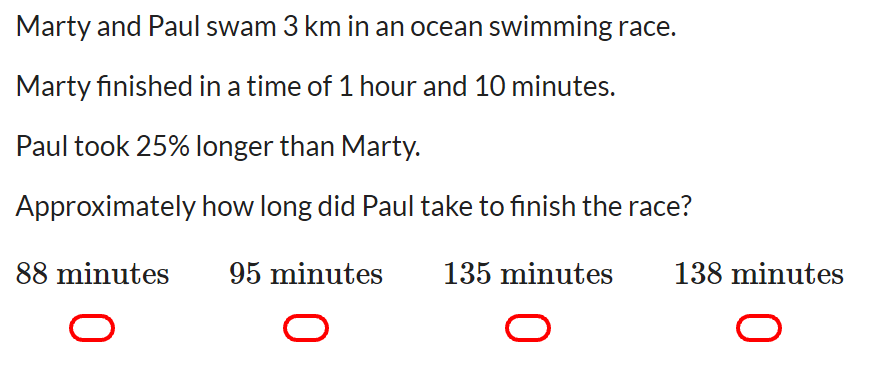 Marty and Paul swam 3 km in an ocean swimming race.
Marty finished in a time of 1 hour and 10 minutes.
Paul took 25% longer than Marty.
Approximately how long did Paul take to finish the race?
88 minutes 95 minutes 135 minutes 138 minutes